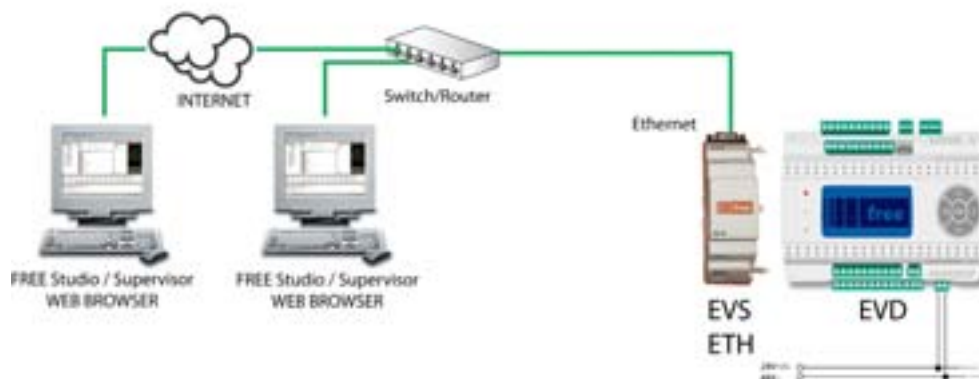 INTERNET
Switch/Router
Ethernet
free
FREE Studio / Supervisor
WEB BROWSER
FREE Studio / Supervisor
WEB BROWSER
EVS
ETH
EVD